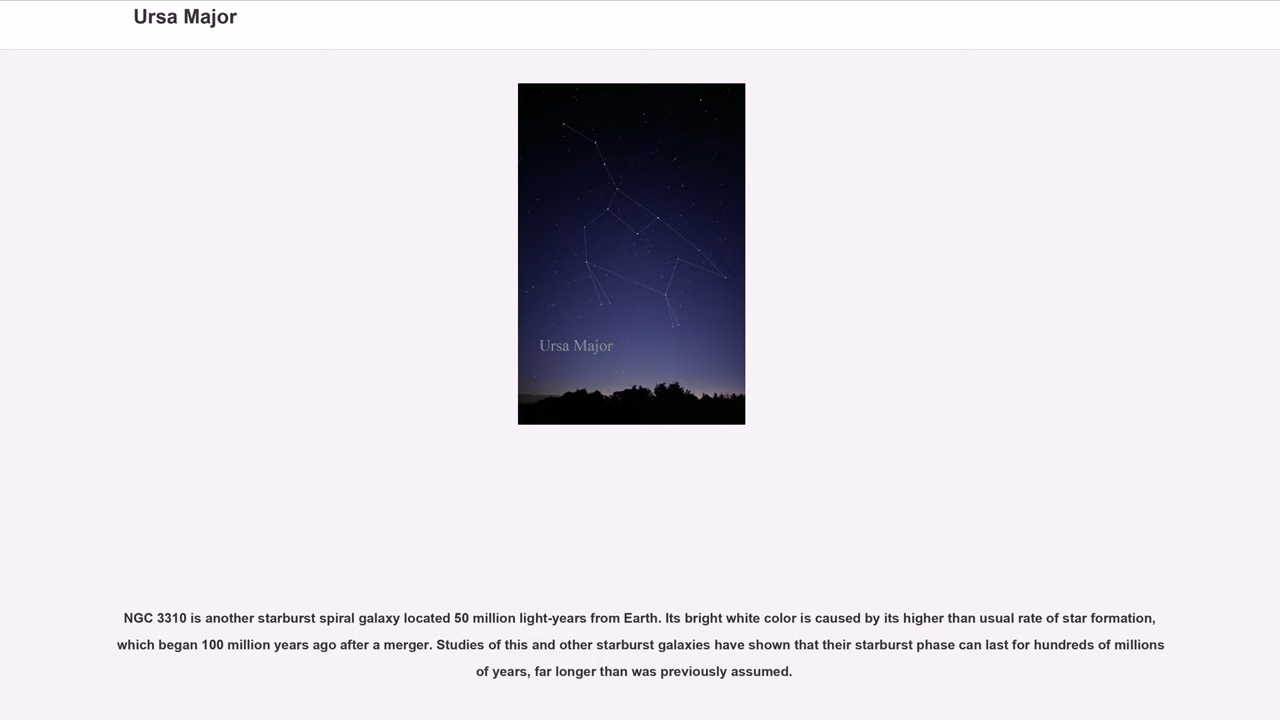 Ursa Major
Ursa Major
NGC 3310 is another starburst spiral galaxy located 50 million light-years from Earth. Its bright white color is caused by its higher than usual rate of star formation,
which began 100 million years ago after a merger. Studies of this and other starburst galaxies have shown that their starburst phase can last for hundreds of millions
of years, far longer than was previously assumed.